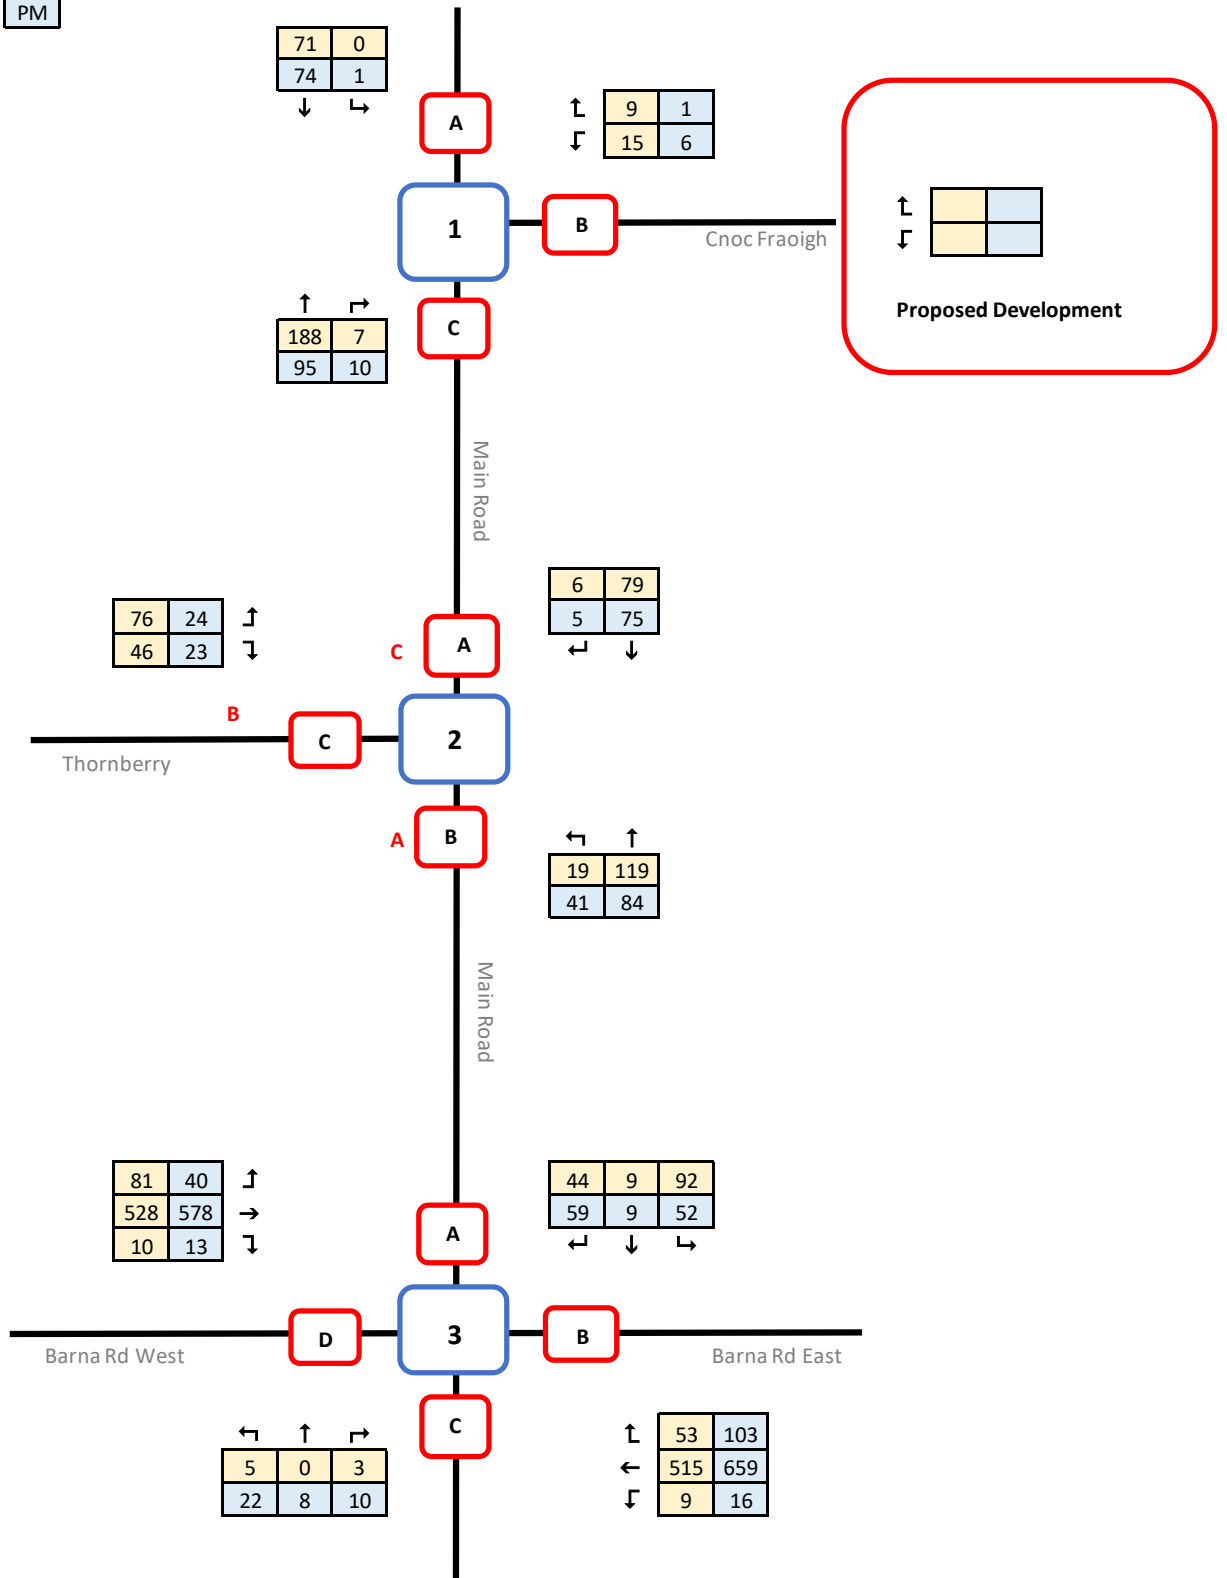 PM
71 0
74 1
↓ ↳
A
↿ 9 1
↾ 15 6
1
B
Cnoc Fraoigh
Proposed Development
↑ ↱
188 7
95 10
C
Main Road
6 79
5 75
↵ ↓
76 24
46 23
C
A
B
C
2
Thornberry
A
B
↰ ↑
19 119
41 84
Main Road
81 40
528 578 →
10 13
44 9 92
59 9 52
↵ ↓ ↳
A
D
3
B
Barna Rd West
Barna Rd East
C
↰ ↑ ↱
5 0 3
22 8 10
53 103
← 515 659
9 16